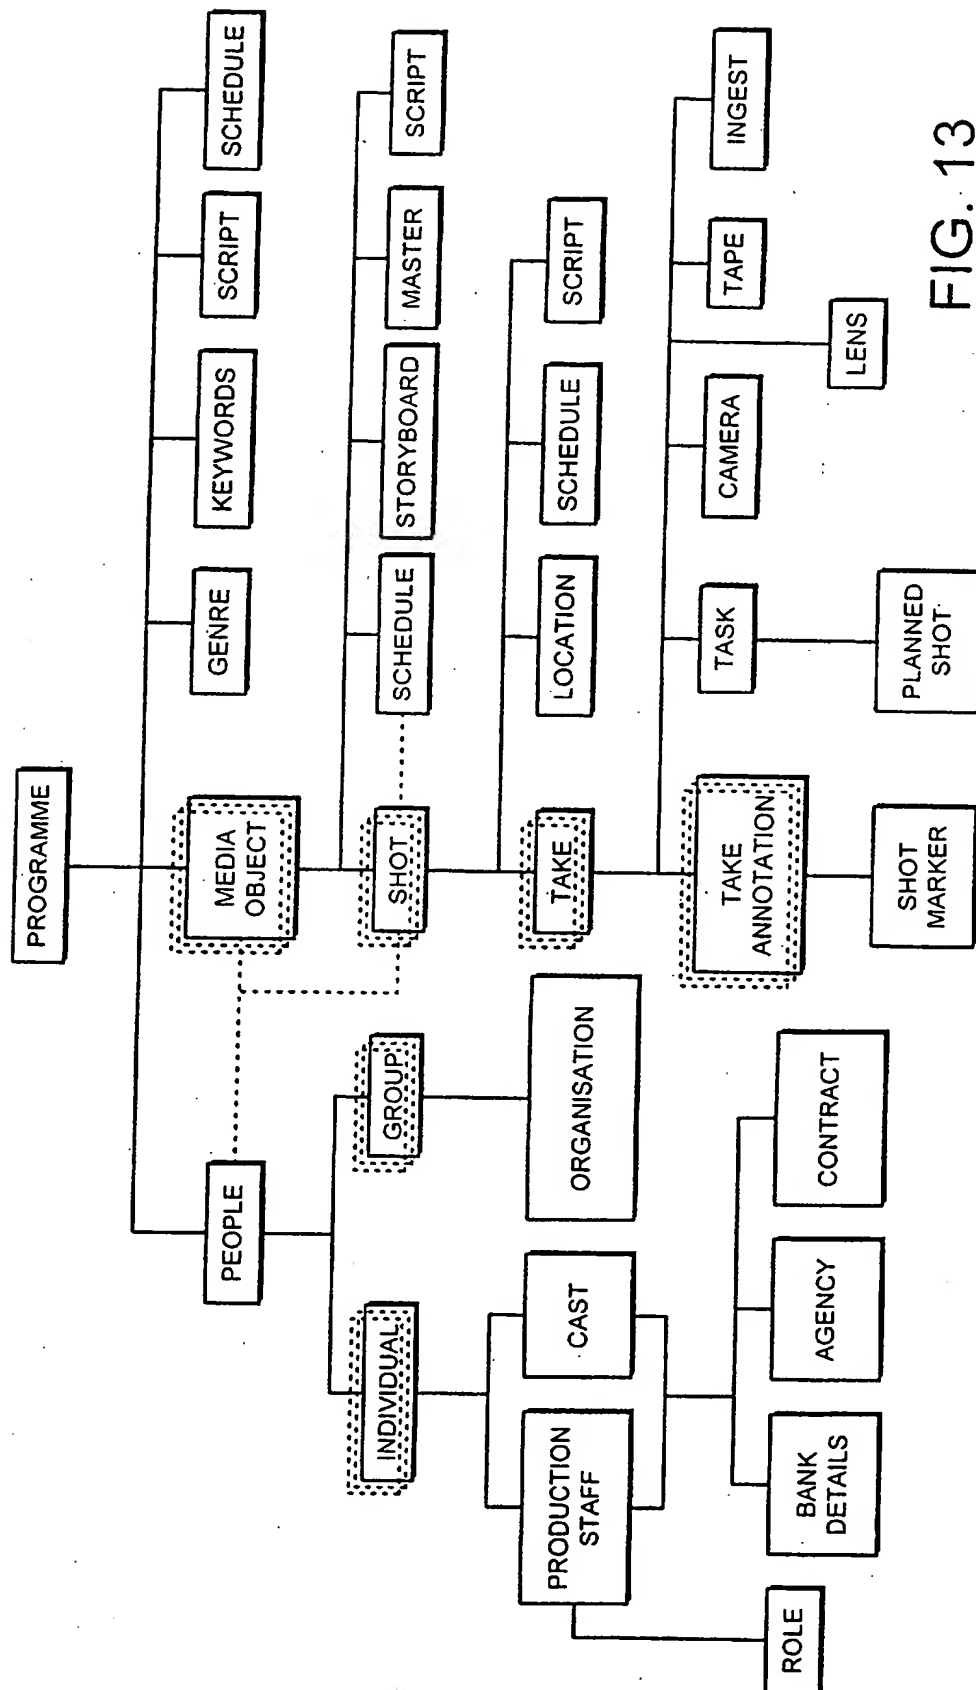 PROGRAMME
PEOPLE
MEDIA
OBJECT
GENRE
KEYWORDS
SCRIPT
SCHEDULE
INDIVIDUAL
GROUP
SHOT
SCHEDULE
STORYBOARD
MASTER
SCRIPT
PRODUCTION
STAFF
CAST
ORGANISATION
TAKE
LOCATION
SCHEDULE
SCRIPT
ROLE
BANK
DETAILS
AGENCY
CONTRACT
TAKE
ANNOTATION
TASK
CAMERA
LENS
TAPE
INGEST
SHOT
MARKER
PLANNED
SHOT
FIG. 13